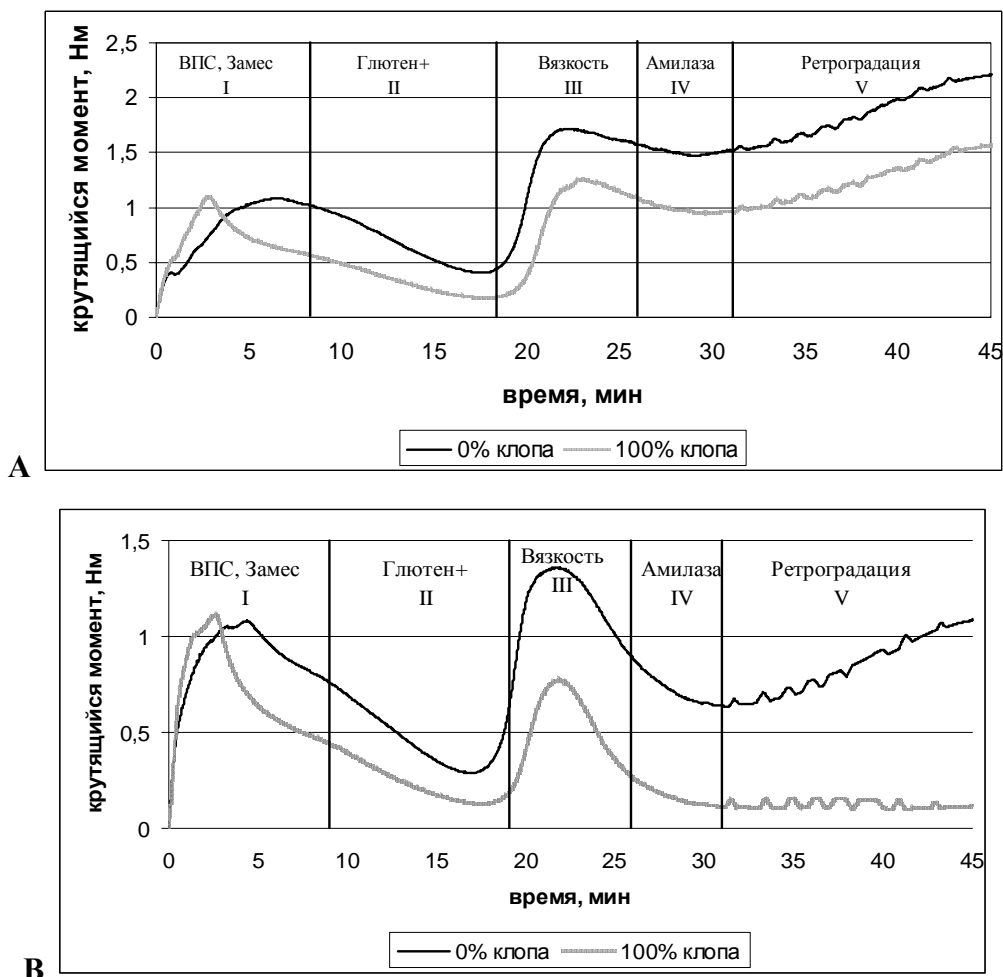 крутящийся момент, Нм
2,5
2
1,5
1
0,5
0
ВПС, Замес
I
Глютен+
II
Вязкость
III
Амилаза
IV
Ретроградация
V
0 5 10 15 20 25 30 35 40 45
время, мин
0% клопа 100% клопа
А
крутящийся момент, Нм
1,5
1
0,5
0
ВПС, Замес
I
Глютен+
II
Вязкость
III
Амилаза
IV
Ретроградация
V
0 5 10 15 20 25 30 35 40 45
время, мин
0% клопа 100% клопа
В